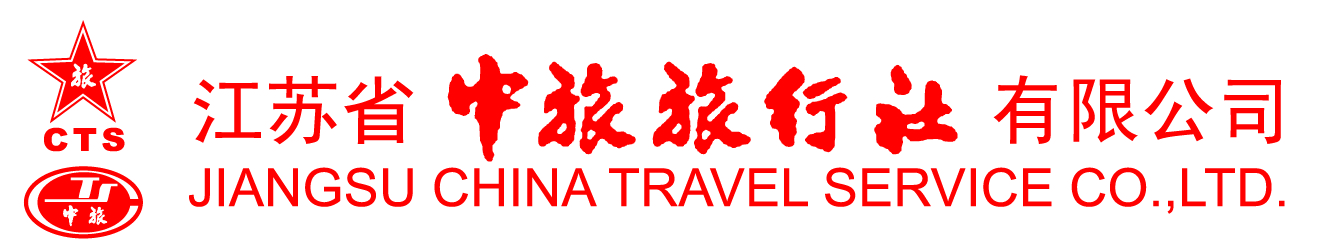 旅
CTS
TS
中旅
江苏省中旅旅行社有限公司
JIANGSU CHINA TRAVEL SERVICE CO.,LTD.